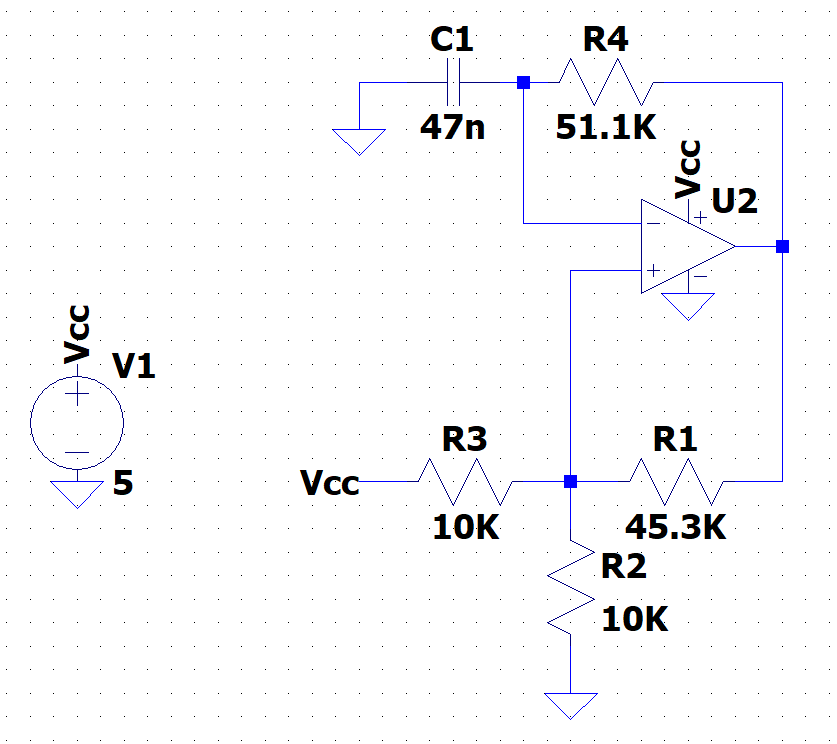 C1
R4
47n
51.1K
Vcc
U2
+
−
+
−
Vcc
V1
+
−
5
R3
R1
Vcc
10K
45.3K
R2
10K